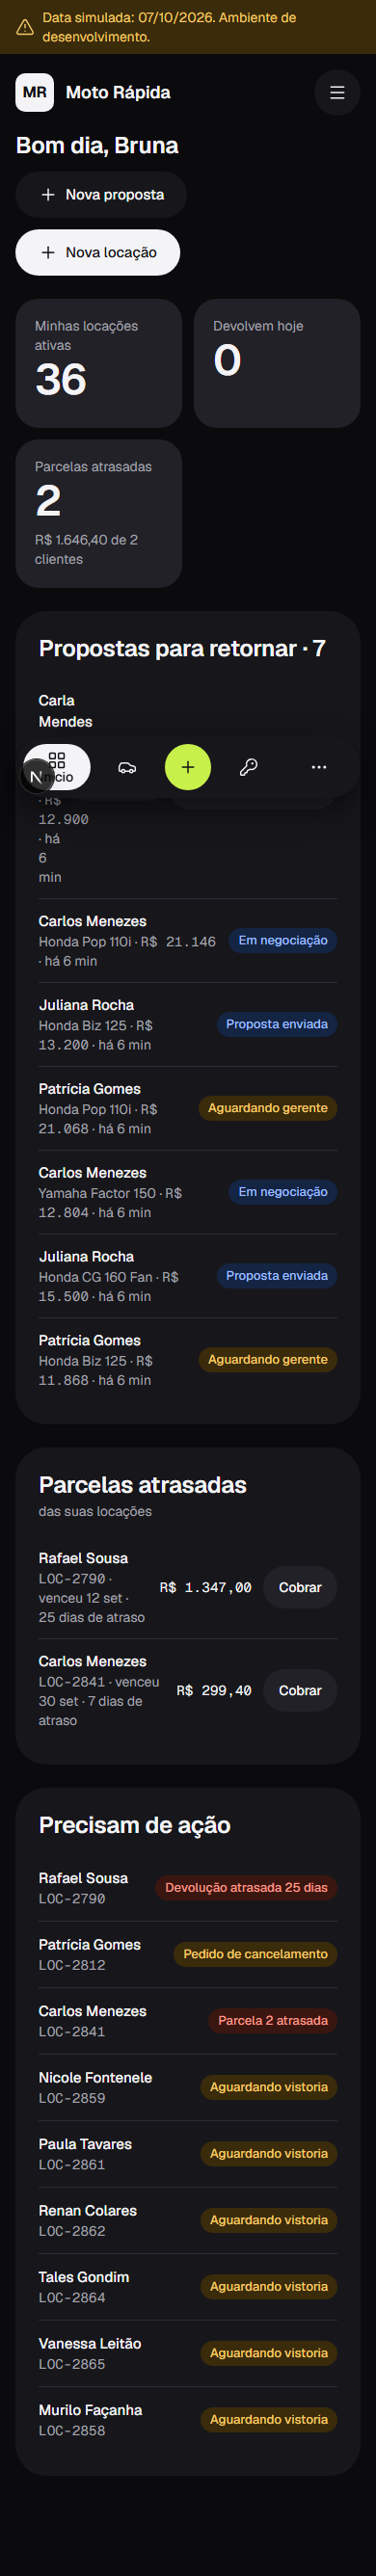 Data simulada: 07/10/2026. Ambiente de
desenvolvimento.
MR
Moto Rápida
Bom dia, Bruna
Nova proposta
Nova locação
Minhas locações
ativas
36
Devolvem hoje
0
Parcelas atrasadas
2
R$ 1.646,40 de 2
clientes
Propostas para retornar · 7
Carla
Mendes
N
· R$
12.900
· há
6
min
Carlos Menezes
Honda Pop 110i · R$ 21.146
· há 6 min
Em negociação
Juliana Rocha
Honda Biz 125 · R$
13.200 · há 6 min
Proposta enviada
Patrícia Gomes
Honda Pop 110i · R$
21.068 · há 6 min
Aguardando gerente
Carlos Menezes
Yamaha Factor 150 · R$
12.804 · há 6 min
Em negociação
Juliana Rocha
Honda CG 160 Fan · R$
15.500 · há 6 min
Proposta enviada
Patrícia Gomes
Honda Biz 125 · R$
11.868 · há 6 min
Aguardando gerente
Parcelas atrasadas
das suas locações
Rafael Sousa
LOC-2790 ·
venceu 12 set ·
25 dias de atraso
R$ 1.347,00
Cobrar
Carlos Menezes
LOC-2841 · venceu
30 set · 7 dias de
atraso
R$ 299,40
Cobrar
Precisam de ação
Rafael Sousa
LOC-2790
Devolução atrasada 25 dias
Patrícia Gomes
LOC-2812
Pedido de cancelamento
Carlos Menezes
LOC-2841
Parcela 2 atrasada
Nicole Fontenele
LOC-2859
Aguardando vistoria
Paula Tavares
LOC-2861
Aguardando vistoria
Renan Colares
LOC-2862
Aguardando vistoria
Tales Gondim
LOC-2864
Aguardando vistoria
Vanessa Leitão
LOC-2865
Aguardando vistoria
Murilo Façanha
LOC-2858
Aguardando vistoria